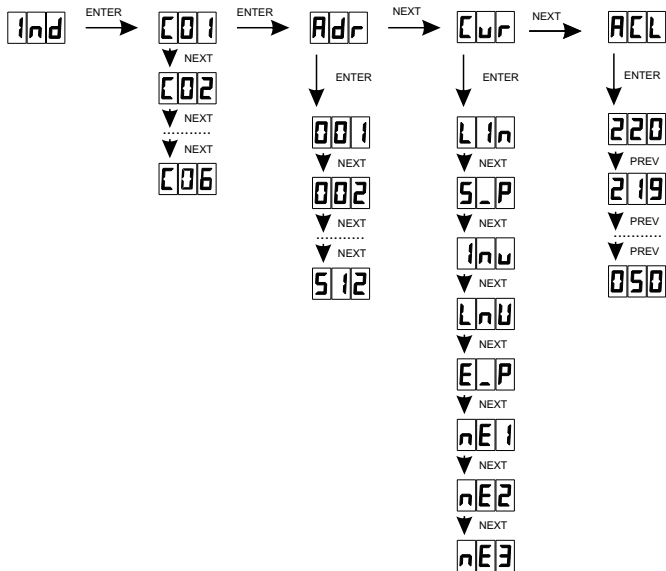 Ind ENTER C01 ENTER Adr NEXT Cur NEXT ACL
NEXT ENTER ENTER ENTER
C02
NEXT 001 LIn 220
NEXT NEXT NEXT PREV
C06 002 S_P 219
NEXT NEXT PREV
NEXT Inu PREV
512 NEXT 050
LnU
NEXT
E_P
NEXT
nE1
NEXT
nE2
NEXT
nE3